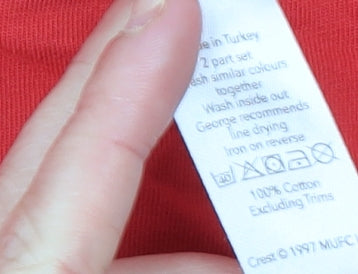 in Turkey
2 part set
sh similar colours
together
Wash inside out
George recommends
line drying
Iron on reverse
40
100% Cotton
Excluding Trims
Crest © 1997 MUFC